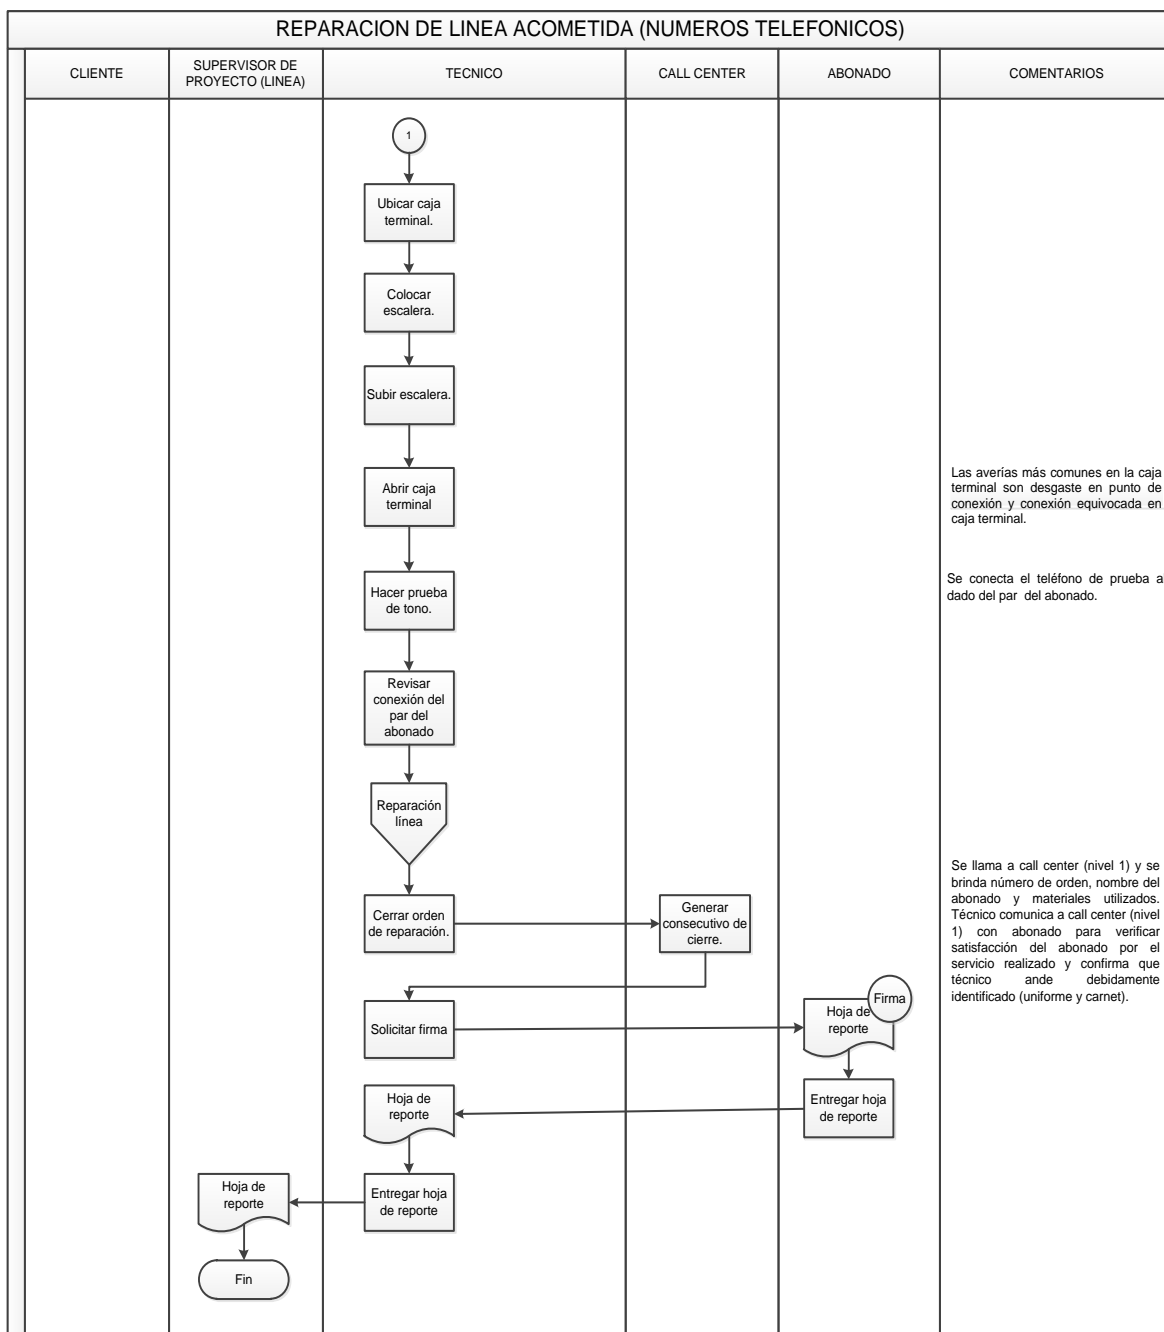 REPARACION DE LINEA ACOMETIDA (NUMEROS TELEFONICOS)
CLIENTE
SUPERVISOR DE
PROYECTO (LINEA)
TECNICO
CALL CENTER
ABONADO
COMENTARIOS
1
Ubicar caja
terminal.
Colocar
escalera.
Subir escalera.
Abrir caja
terminal
Las averías más comunes en la caja
terminal son desgaste en punto de
conexión y conexión equivocada en
caja terminal.
Hacer prueba
de tono.
Se conecta el teléfono de prueba a
dado del par del abonado.
Revisar
conexión del
par del
abonado
Reparación
línea
Cerrar orden
de reparación.
Generar
consecutivo de
cierre.
Se llama a call center (nivel 1) y se
brinda número de orden, nombre del
abonado y materiales utilizados.
Técnico comunica a call center (nivel
1) con abonado para verificar
satisfacción del abonado por el
servicio realizado y confirma que
técnico ande debidamente
identificado (uniforme y carnet).
Solicitar firma
Firma
Hoja de
reporte
Entregar hoja
de reporte
Hoja de
reporte
Entregar hoja
de reporte
Hoja de
reporte
Fin